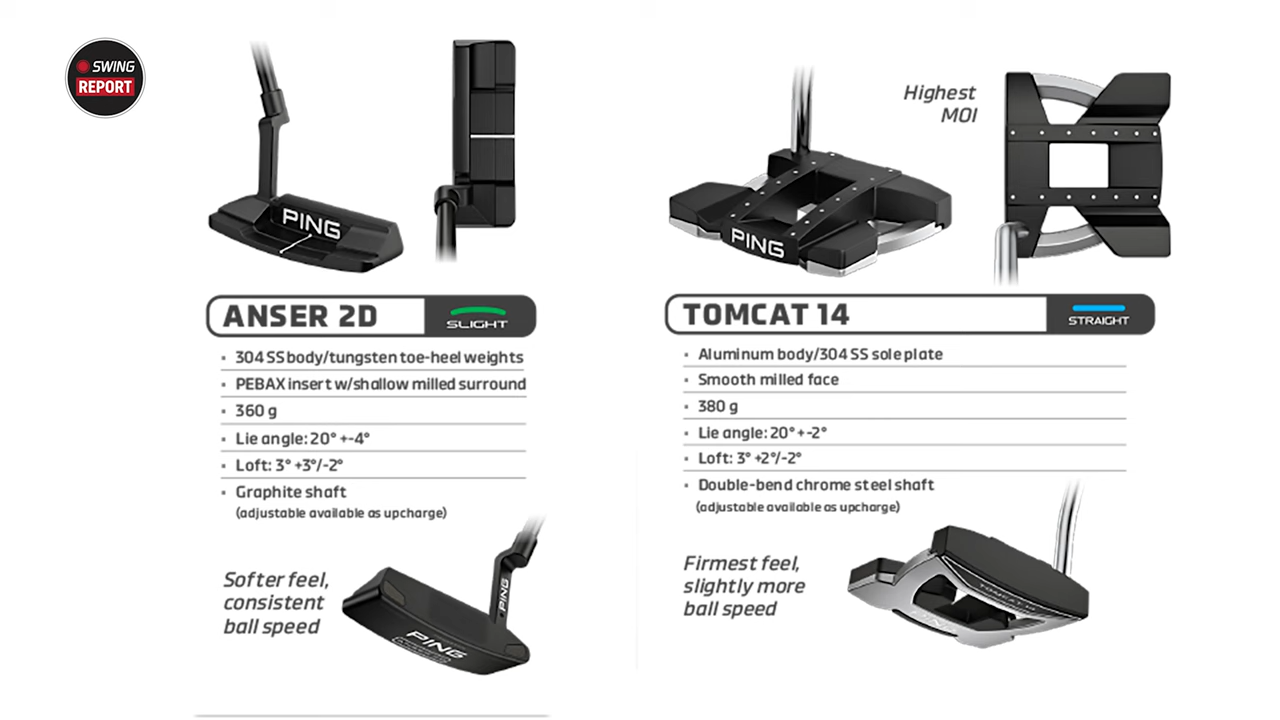 SWING
REPORT
PING
ANSER 2D
SLIGHT
304 SS body/tungsten toe-heel weights
PEBAX insert w/shallow milled surround
360 g
Lie angle: 20° +-4°
Loft: 3° +3°/-2°
Graphite shaft
(adjustable available as upcharge)
Softer feel,
consistent
ball speed
PING
PING
Highest
MOI
PING
TOMCAT 14
STRAIGHT
Aluminum body/304 SS sole plate
Smooth milled face
380 g
Lie angle: 20° +-2°
Loft: 3° +2°/-2°
Double-bend chrome steel shaft
(adjustable available as upcharge)
Firmest feel,
slightly more
ball speed
TOMCAT 14
PING